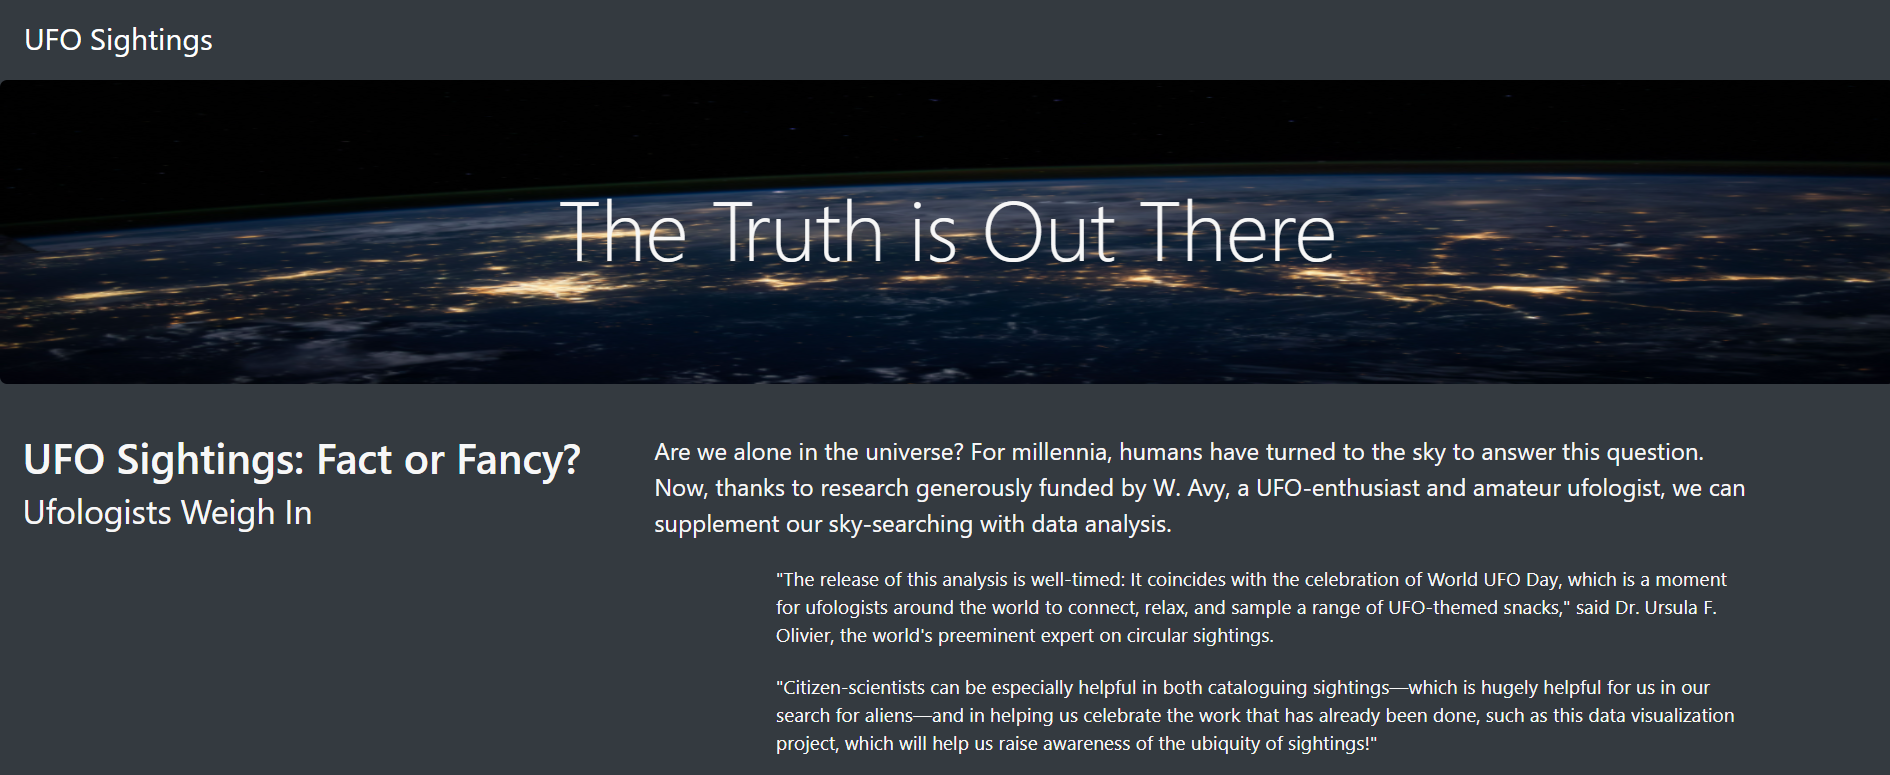 UFO Sightings
The Truth is Out There
UFO Sightings: Fact or Fancy?
Ufologists Weigh In
Are we alone in the universe? For millennia, humans have turned to the sky to answer this question.
Now, thanks to research generously funded by W. Avy, a UFO-enthusiast and amateur ufologist, we can
supplement our sky-searching with data analysis.
"The release of this analysis is well-timed: It coincides with the celebration of World UFO Day, which is a moment
for ufologists around the world to connect, relax, and sample a range of UFO-themed snacks," said Dr. Ursula F.
Olivier, the world's preeminent expert on circular sightings.
"Citizen-scientists can be especially helpful in both cataloguing sightings—which is hugely helpful for us in our
search for aliens—and in helping us celebrate the work that has already been done, such as this data visualization
project, which will help us raise awareness of the ubiquity of sightings!"